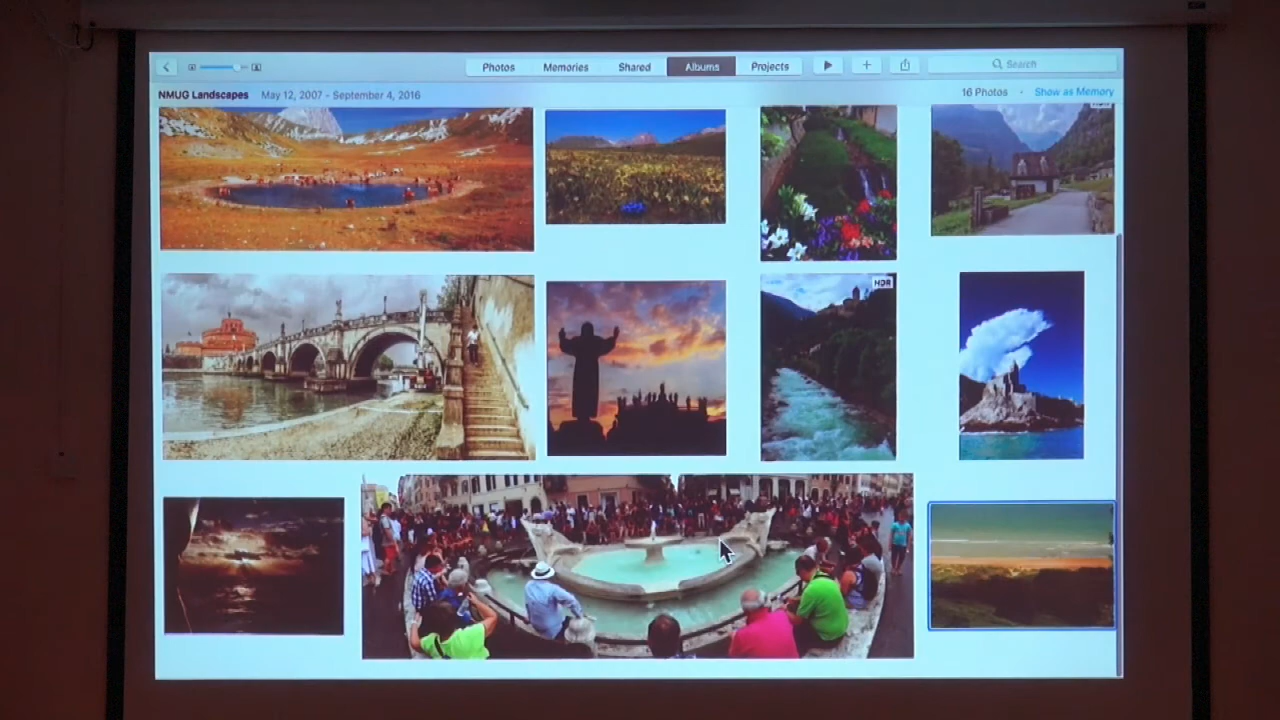 Photos Memories Shared Albums Projects Search
NMUG Landscapes May 12, 2007 - September 4, 2016 16 Photos · Show as Memory
HDR